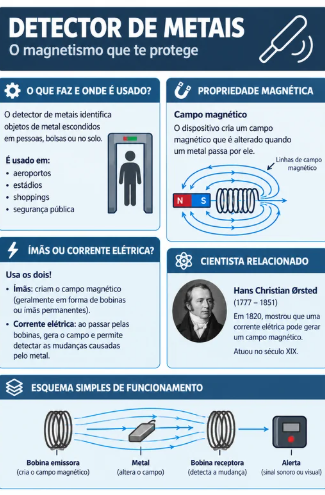 DETECTOR DE METAIS
O magnetismo que te protege
O QUE FAZ E ONDE É USADO?
O detector de metais identifica
objetos de metal escondidos
em pessoas, bolsas ou no solo.
É usado em:
• aeroportos
• estádios
• shoppings
• segurança pública
PROPRIEDADE MAGNÉTICA
Campo magnético
O dispositivo cria um campo
magnético que é alterado quando
um metal passa por ele.
Linhas de campo
magnético
N S
ÍMÃS OU CORRENTE ELÉTRICA?
Usa os dois!
• Ímãs: criam o campo magnético
(geralmente em forma de bobinas
ou ímãs permanentes).
• Corrente elétrica: ao passar pelas
bobinas, gera o campo e permite
detectar as mudanças causadas
pelo metal.
CIENTISTA RELACIONADO
Hans Christian Ørsted
(1777 – 1851)
Em 1820, mostrou que uma
corrente elétrica pode gerar
um campo magnético.
Atuou no século XIX.
ESQUEMA SIMPLES DE FUNCIONAMENTO
Bobina emissora
(cria o campo magnético)
Metal
(altera o campo)
Bobina receptora
(detecta a mudança)
Alerta
(sinal sonoro ou visual)